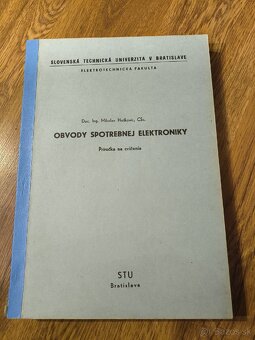 SLOVENSKÁ TECHNICKÁ UNIVERZITA V BRATISLAVE
ELEKTROTECHNICKÁ FAKULTA
Doc. Ing. Miloslav CSc.
OBVODY SPOTREBNEJ ELEKTRONIKY
Príručka na cvičenia
STU
Bratislava
bazos.sk